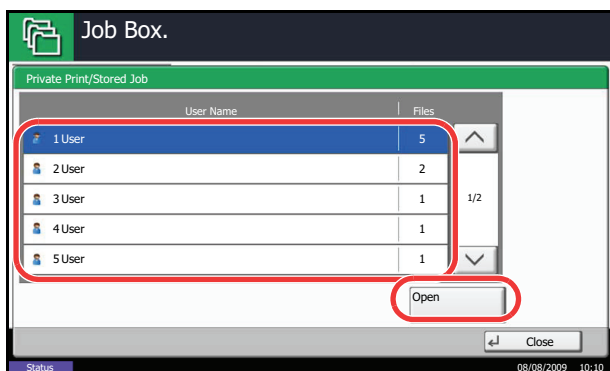 Job Box.
Private Print/Stored Job
User Name Files
1 User 5
2 User 2
3 User 1
1/2
4 User 1
5 User 1
Open
Close
Status 08/08/2009 10:10